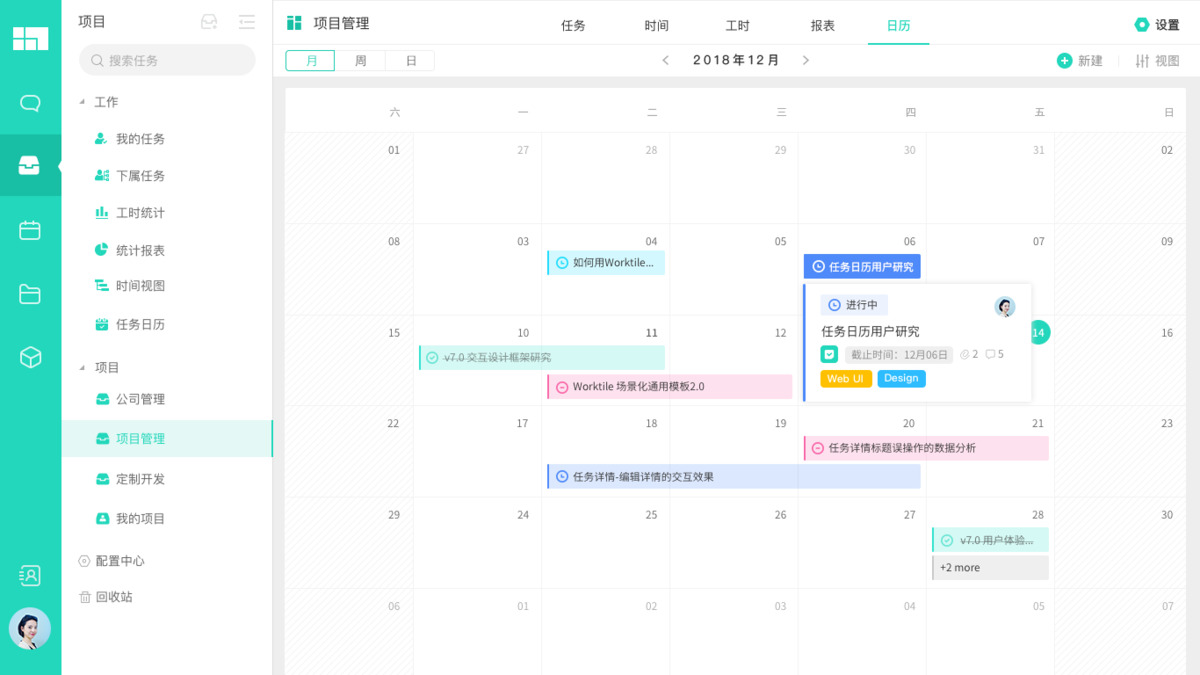 项目
搜索任务
工作
我的任务
下属任务
工时统计
统计报表
时间视图
任务日历
项目
公司管理
项目管理
定制开发
我的项目
配置中心
回收站
项目管理
任务 时间 工时 报表 日历
设置
月 周 日
2018年12月
新建 视图
六 一 二 三 四 五 日
01 27 28 29 30 31 02
08 03 04 05 06 07 09
如何用Worktile...
任务日历用户研究
进行中
任务日历用户研究
截止时间: 12月06日 2 5
Web UI Design
15 10 11 12 14 16
v7.0 交互设计框架研究
Worktile 场景化通用模板2.0
22 17 18 19 20 21 23
任务详情标题误操作的数据分析
任务详情-编辑详情的交互效果
29 24 25 26 27 28 30
v7.0 用户体验...
+2 more
06 01 02 03 04 05 07